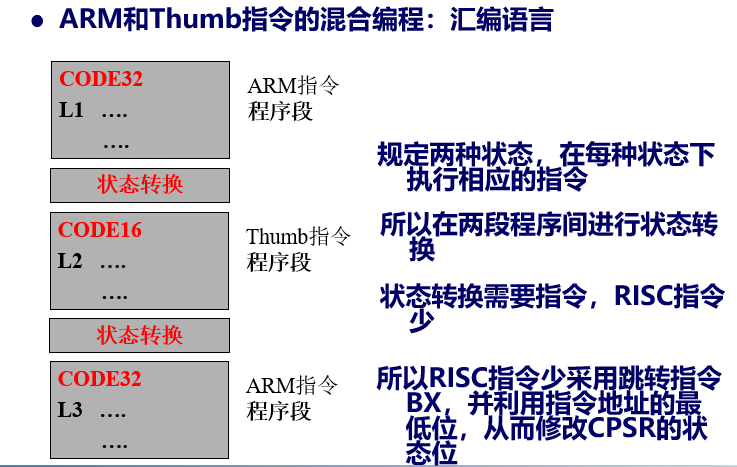 ● ARM和Thumb指令的混合编程：汇编语言
CODE32
L1 ....
....
ARM指令
程序段
状态转换
CODE16
L2 ....
....
Thumb指令
程序段
状态转换
CODE32
L3 ....
....
ARM指令
程序段
规定两种状态，在每种状态下
执行相应的指令
所以在两段程序间进行状态转
换
状态转换需要指令，RISC指令
少
所以RISC指令少采用跳转指令
BX，并利用指令地址的最
低位，从而修改CPSR的状
态位